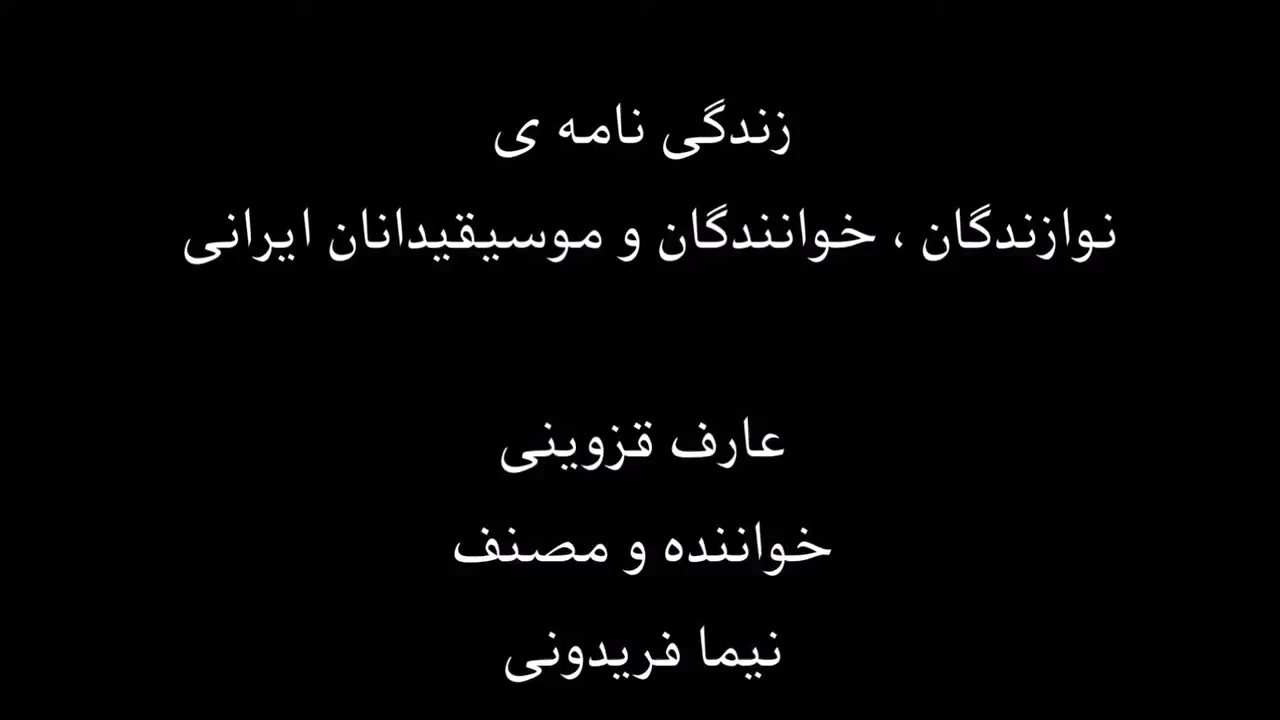 زندگی نامه ی
نوازندگان ، خوانندگان و موسیقیدانان ایرانی
عارف قزوینی
خواننده و مصنف
نیما فریدونی